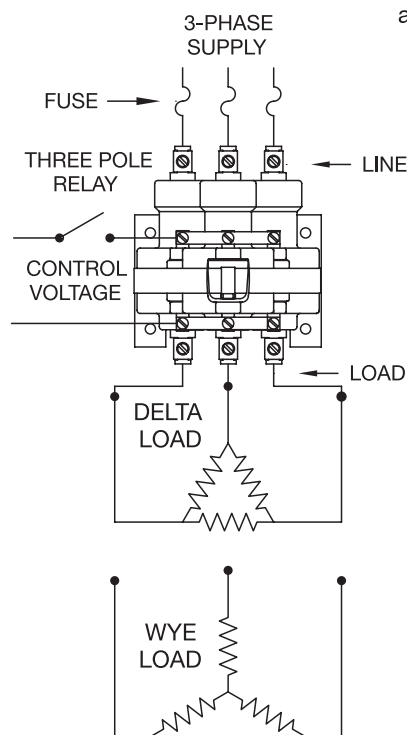 a
3-PHASE
SUPPLY
FUSE
THREE POLE
RELAY
LINE
CONTROL
VOLTAGE
LOAD
DELTA
LOAD
WYE
LOAD